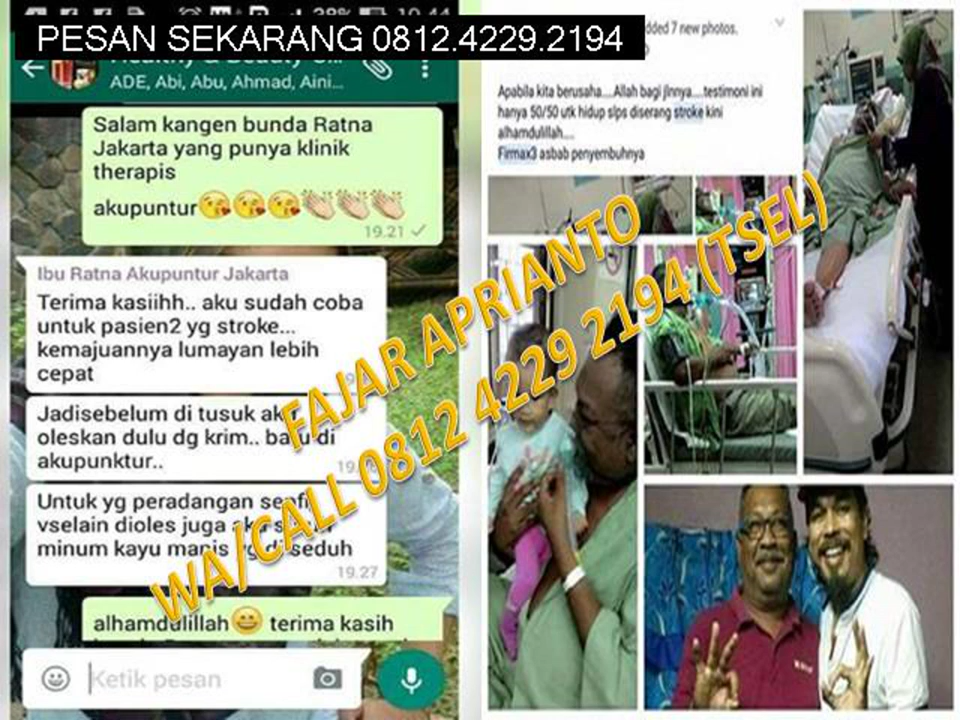 PESAN SEKARANG 0812.4229.2194
ADE, Abi, Abu, Ahmad, Aini...
Salam kangen bunda Ratna
Jakarta yang punya klinik
therapis
akupuntur
19.21
Ibu Ratna Akupuntur Jakarta
Terima kasiihh.. aku sudah coba
untuk pasien2 yg stroke...
kemajuannya lumayan lebih
cepat
Jadisebelum di tusuk
oleskan dulu dg krim.. di
akupunktur..
Untuk yg peradangan
vselain dioles juga
minum kayu manis
19.27
alhamdulillah terima kasih
Ketik pesan
dded 7 new photos.
Apabila kita berusaha....Allah bagi jlnnya....testimoni ini
hanya 50/50 utk hidup slps diserang stroke kini
alhamdulillah....
Firmax3 asbab penyembuhnya
FAJAR APRIANTO
WA/CALL 0812 4229 2194 (TSEL)